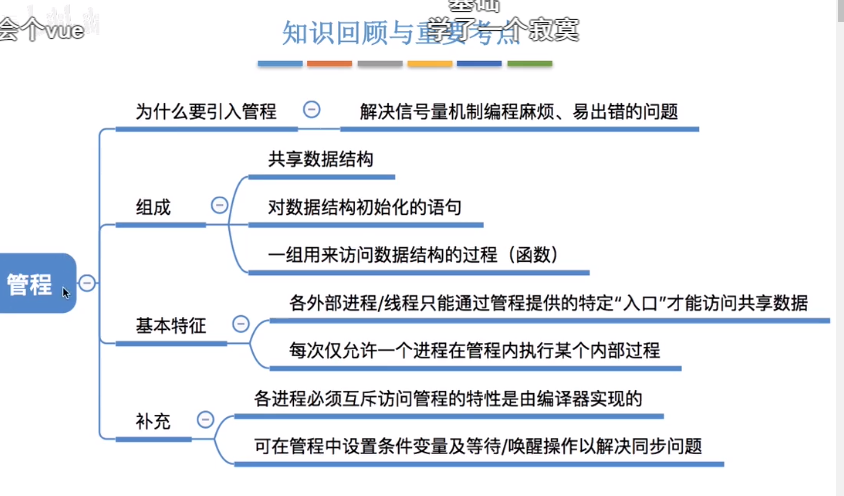 基础
会个vue
学了一个寂寞
知识回顾与重要考点
为什么要引入管程
解决信号量机制编程麻烦、易出错的问题
共享数据结构
组成
对数据结构初始化的语句
一组用来访问数据结构的过程（函数）
管程
各外部进程/线程只能通过管程提供的特定“入口”才能访问共享数据
基本特征
每次仅允许一个进程在管程内执行某个内部过程
各进程必须互斥访问管程的特性是由编译器实现的
补充
可在管程中设置条件变量及等待/唤醒操作以解决同步问题